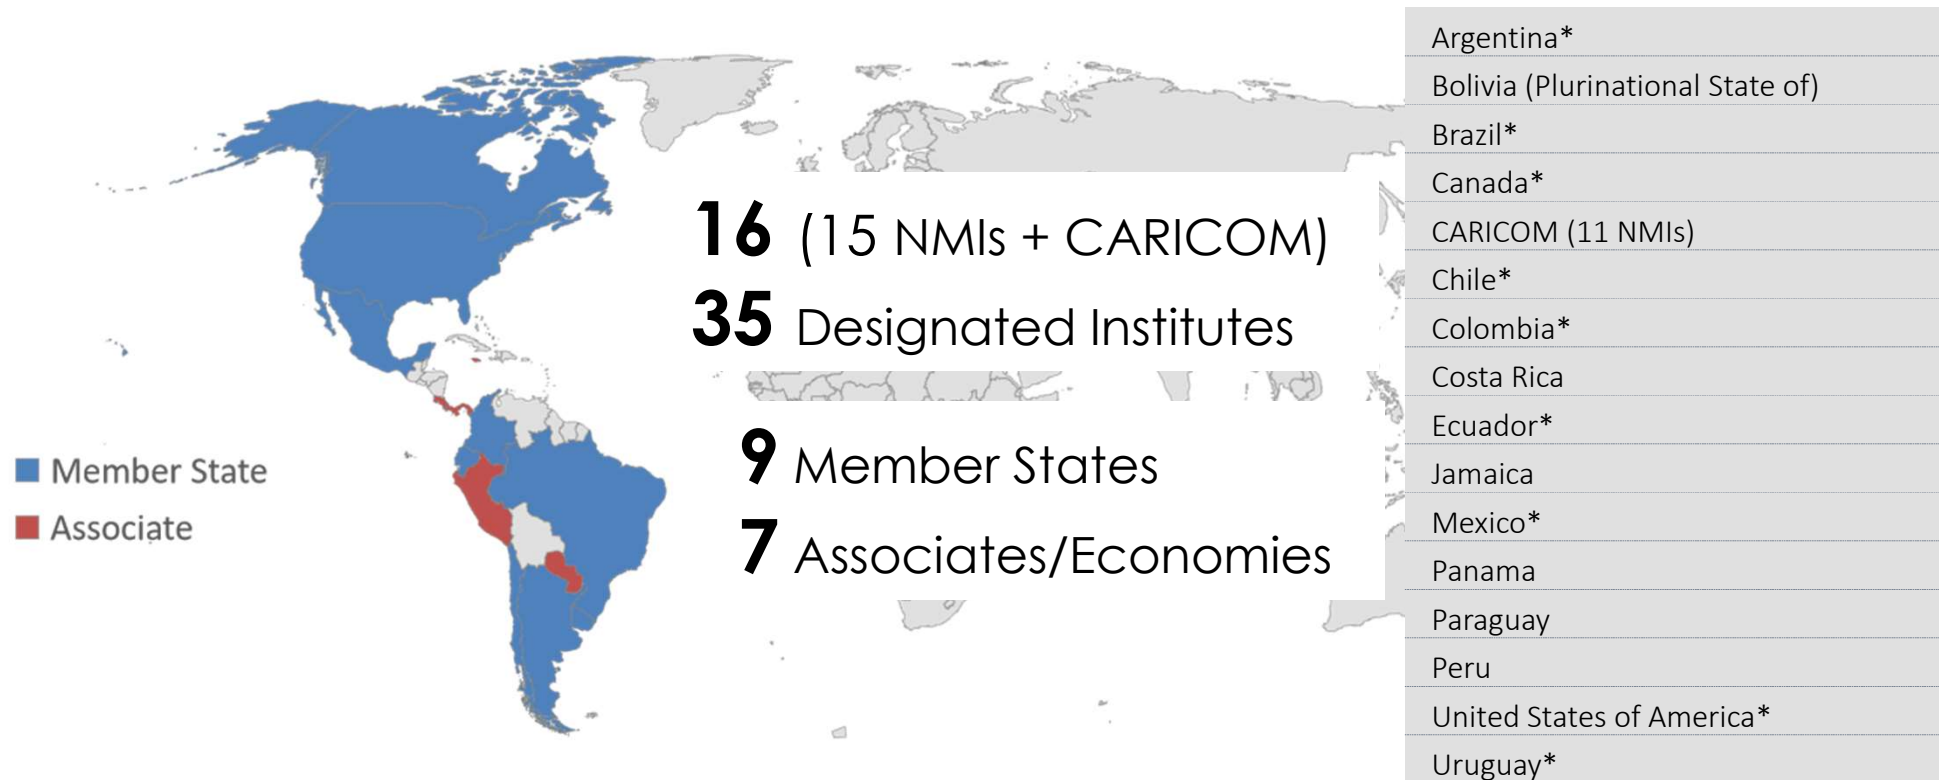 Member State
Associate
16 (15 NMIs + CARICOM)
35 Designated Institutes
9 Member States
7 Associates/Economies
Argentina*
Bolivia (Plurinational State of)
Brazil*
Canada*
CARICOM (11 NMIs)
Chile*
Colombia*
Costa Rica
Ecuador*
Jamaica
Mexico*
Panama
Paraguay
Peru
United States of America*
Uruguay*